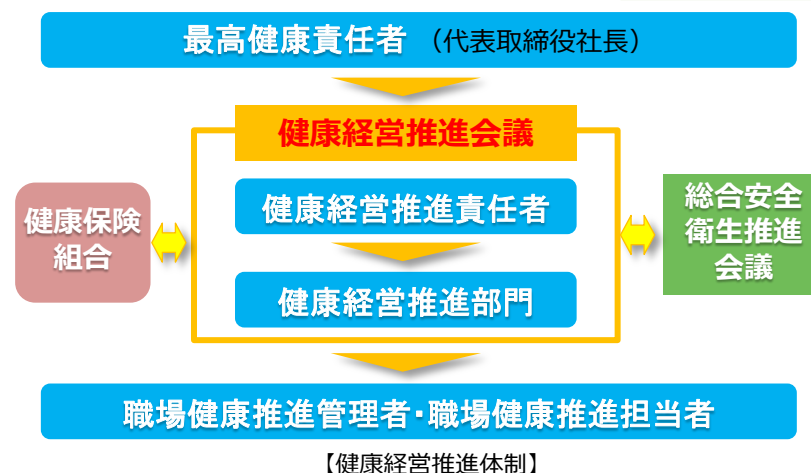 最高健康責任者 (代表取締役社長)
健康経営推進会議
健康経営推進責任者
健康経営推進部門
健康保険
組合
総合安全
衛生推進
会議
職場健康推進管理者・職場健康推進担当者
【健康経営推進体制】